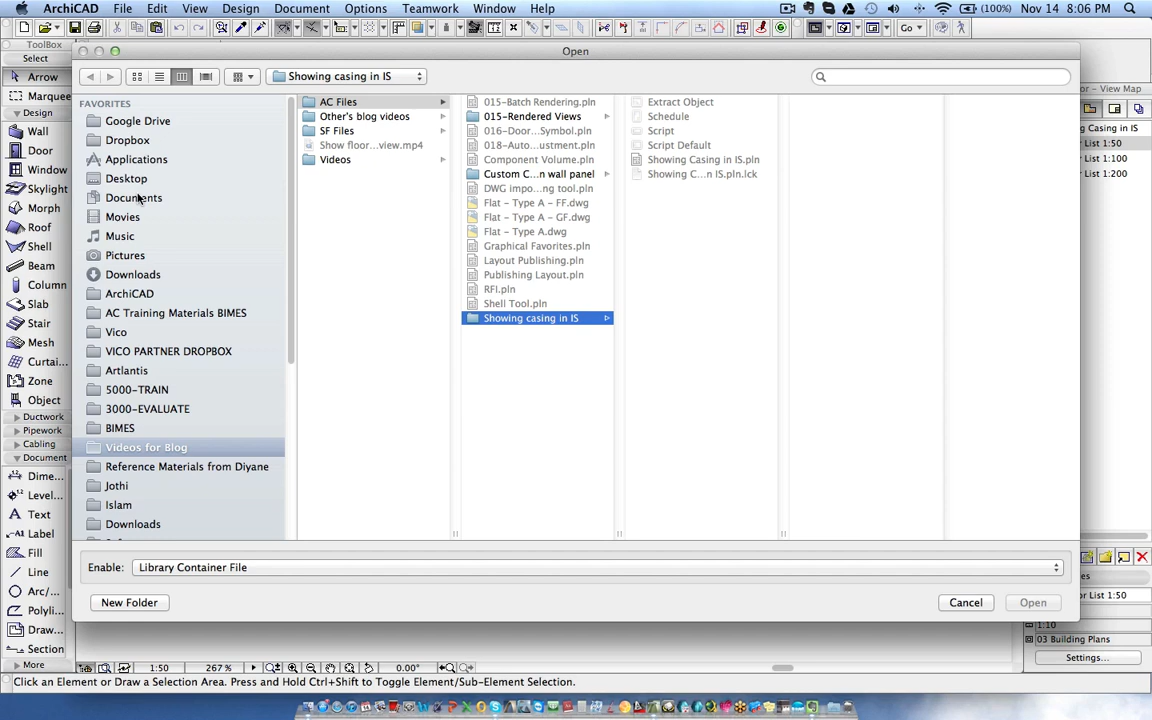 ArchiCAD File Edit View Design Document Options Teamwork Window Help (100%) Nov 14 8:06 PM
Go
ToolBox
Select
Arrow
Marquee
Design
Wall
Door
Window
Skylight
Morph
Roof
Shell
Beam
Column
Slab
Stair
Mesh
Curtai...
Zone
Object
Ductwork
Pipework
Cabling
Document
Dime...
Level...
Text
Label
Fill
Line
Arc/...
Polyli...
Draw...
Section
More
Open
Showing casing in IS
FAVORITES
Google Drive
Dropbox
Applications
Desktop
Documents
Movies
Music
Pictures
Downloads
ArchiCAD
AC Training Materials BIMES
Vico
VICO PARTNER DROPBOX
Artlantis
5000-TRAIN
3000-EVALUATE
BIMES
Videos for Blog
Reference Materials from Diyane
Jothi
Islam
Downloads
AC Files
Other's blog videos
SF Files
Show floor...view.mp4
Videos
015-Batch Rendering.pln
015-Rendered Views
016-Door...Symbol.pln
018-Auto...ustment.pln
Component Volume.pln
Custom C...n wall panel
DWG impo...ng tool.pln
Flat - Type A - FF.dwg
Flat - Type A - GF.dwg
Flat - Type A.dwg
Graphical Favorites.pln
Layout Publishing.pln
Publishing Layout.pln
RFI.pln
Shell Tool.pln
Showing casing in IS
Extract Object
Schedule
Script
Script Default
Showing Casing in IS.pln
Showing C...n IS.pln.lck
Enable: Library Container File
New Folder
Cancel
Open
r - View Map
g Casing in IS
r List 1:50
1:100
1:200
es
or List 1:50
1:10
03 Building Plans
Settings...
1:50
267 %
0.00°
Click an Element or Draw a Selection Area. Press and Hold Ctrl+Shift to Toggle Element/Sub-Element Selection.